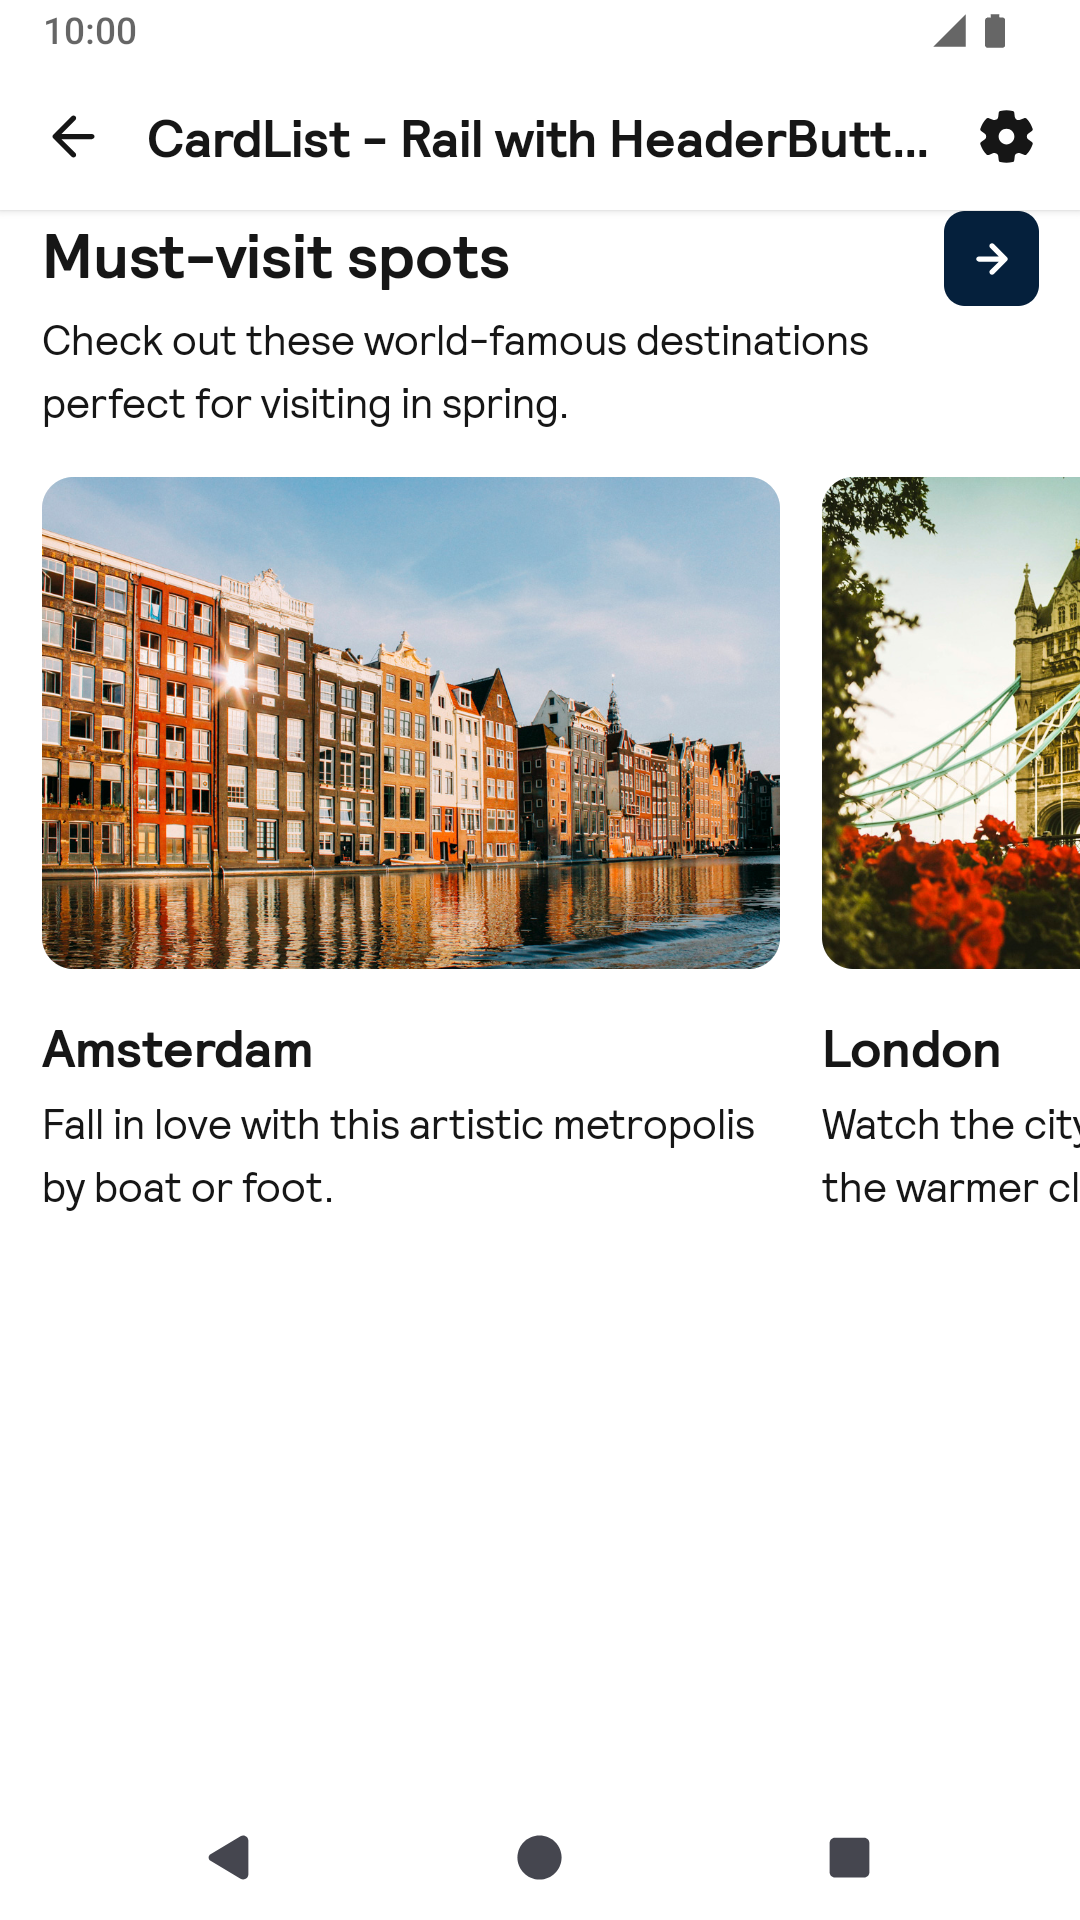 10:00
CardList - Rail with HeaderButt...
Must-visit spots
Check out these world-famous destinations
perfect for visiting in spring.
Amsterdam
Fall in love with this artistic metropolis
by boat or foot.
London
Watch the city
the warmer cl